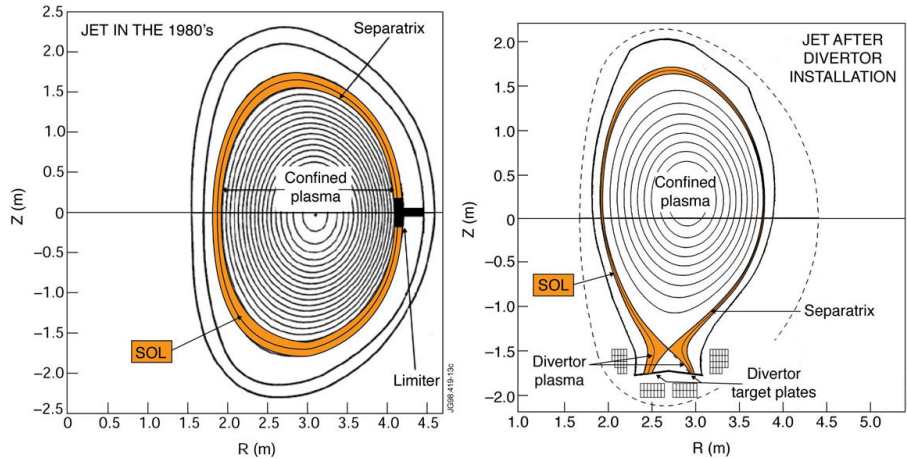 JET IN THE 1980's
Separatrix
Confined
plasma
SOL
Limiter
JG98.419-13c
Z (m)
2.5
2.0
1.5
1.0
0.5
0
–0.5
–1.0
–1.5
–2.0
–2.5
0 0.5 1.0 1.5 2.0 2.5 3.0 3.5 4.0 4.5
R (m)
JET AFTER
DIVERTOR
INSTALLATION
Confined
plasma
SOL
Separatrix
Divertor
plasma
Divertor
target plates
Z (m)
2.0
1.5
1.0
0.5
0
–0.5
–1.0
–1.5
–2.0
1.0 1.5 2.0 2.5 3.0 3.5 4.0 4.5 5.0
R (m)